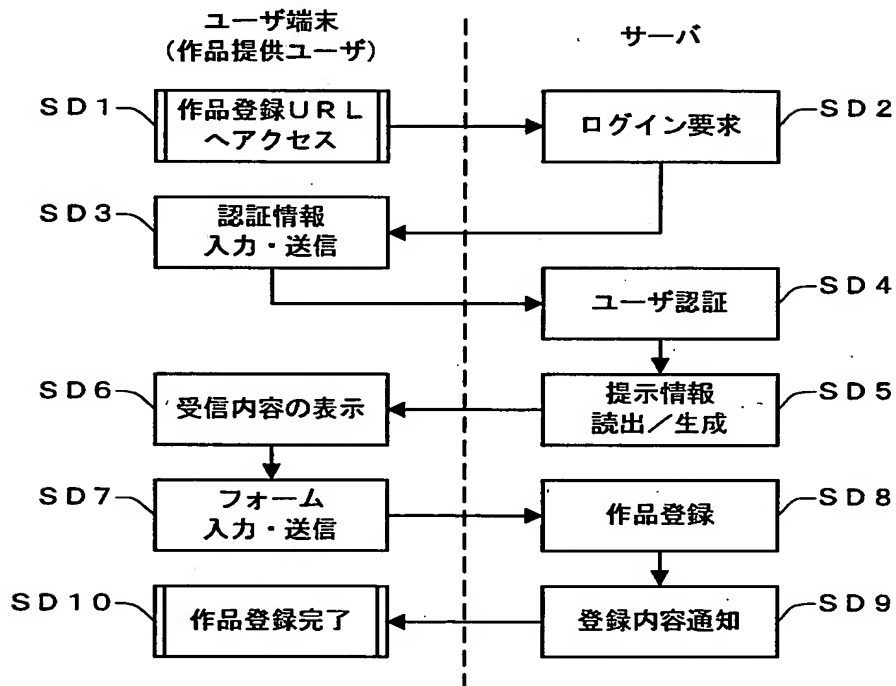 ユーザ端末
(作品提供ユーザ)
サーバ
SD1
作品登録URL
へアクセス
ログイン要求
SD2
SD3
認証情報
入力・送信
ユーザ認証
SD4
SD6
受信内容の表示
提示情報
読出/生成
SD5
SD7
フォーム
入力・送信
作品登録
SD8
SD10
作品登録完了
登録内容通知
SD9